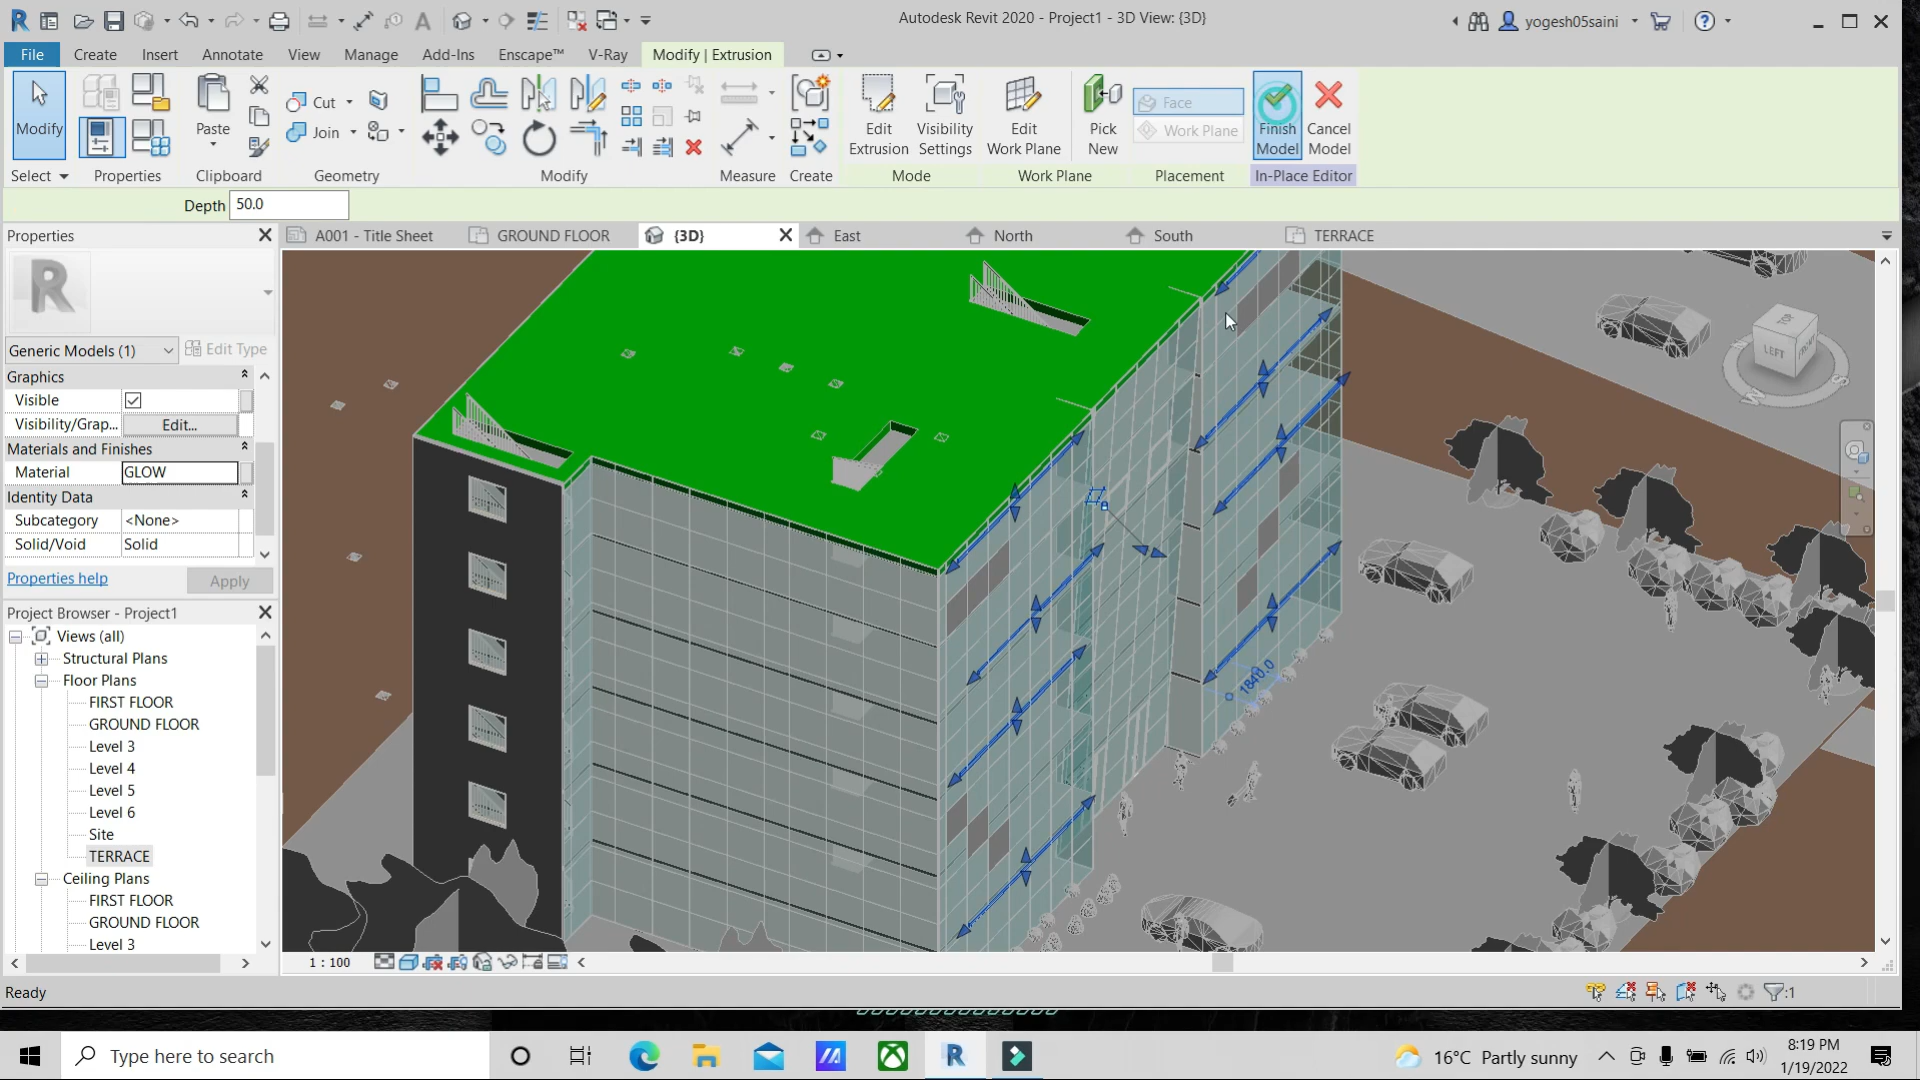 Autodesk Revit 2020 - Project1 - 3D View: {3D}
yogesh05saini
File Create Insert Annotate View Manage Add-Ins Enscape™ V-Ray Modify | Extrusion
Modify
Paste
Cut
Join
Edit Extrusion
Visibility Settings
Edit Work Plane
Pick New
Face
Work Plane
Finish Model
Cancel Model
Select Properties Clipboard Geometry Modify Measure Create Mode Work Plane Placement In-Place Editor
Depth 50.0
Properties
A001 - Title Sheet GROUND FLOOR {3D} East North South TERRACE
Generic Models (1) Edit Type
Graphics
Visible
Visibility/Grap... Edit...
Materials and Finishes
Material GLOW
Identity Data
Subcategory <None>
Solid/Void Solid
Properties help Apply
Project Browser - Project1
Views (all)
Structural Plans
Floor Plans
FIRST FLOOR
GROUND FLOOR
Level 3
Level 4
Level 5
Level 6
Site
TERRACE
Ceiling Plans
FIRST FLOOR
GROUND FLOOR
Level 3
TOP
LEFT
FRONT
W
S
1840.0
1 : 100
Ready
:1
Type here to search
16°C Partly sunny
8:19 PM
1/19/2022